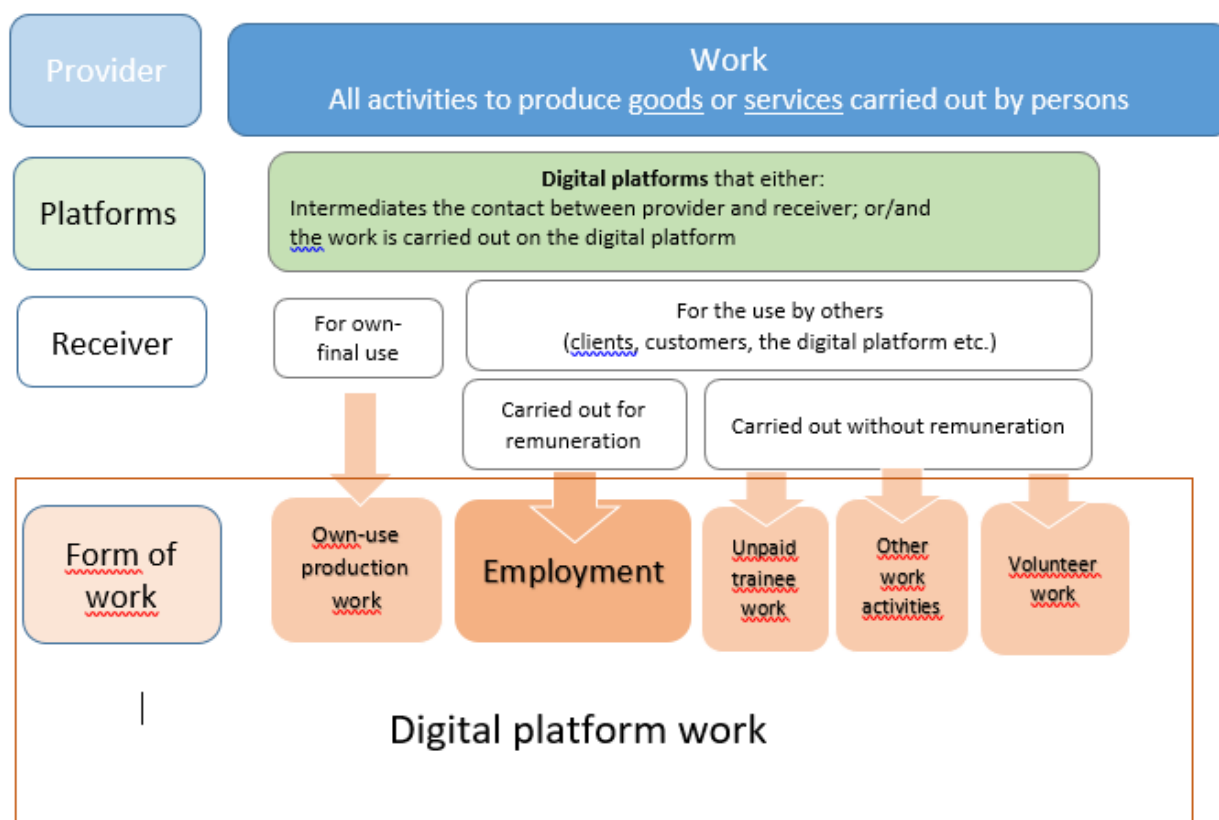 Provider
Work
All activities to produce goods or services carried out by persons
Platforms
Digital platforms that either:
Intermediates the contact between provider and receiver; or/and
the work is carried out on the digital platform
Receiver
For own-
final use
For the use by others
(clients, customers, the digital platform etc.)
Carried out for
remuneration
Carried out without remuneration
Form of
work
Own-use
production
work
Employment
Unpaid
trainee
work
Other
work
activities
Volunteer
work
Digital platform work